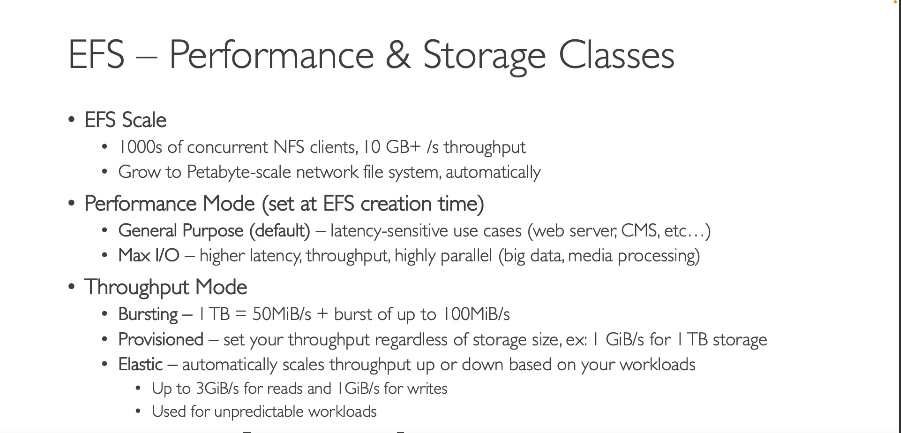 EFS – Performance & Storage Classes
• EFS Scale
• 1000s of concurrent NFS clients, 10 GB+ /s throughput
• Grow to Petabyte-scale network file system, automatically
• Performance Mode (set at EFS creation time)
• General Purpose (default) – latency-sensitive use cases (web server, CMS, etc…)
• Max I/O – higher latency, throughput, highly parallel (big data, media processing)
• Throughput Mode
• Bursting – 1 TB = 50MiB/s + burst of up to 100MiB/s
• Provisioned – set your throughput regardless of storage size, ex: 1 GiB/s for 1 TB storage
• Elastic – automatically scales throughput up or down based on your workloads
• Up to 3GiB/s for reads and 1GiB/s for writes
• Used for unpredictable workloads